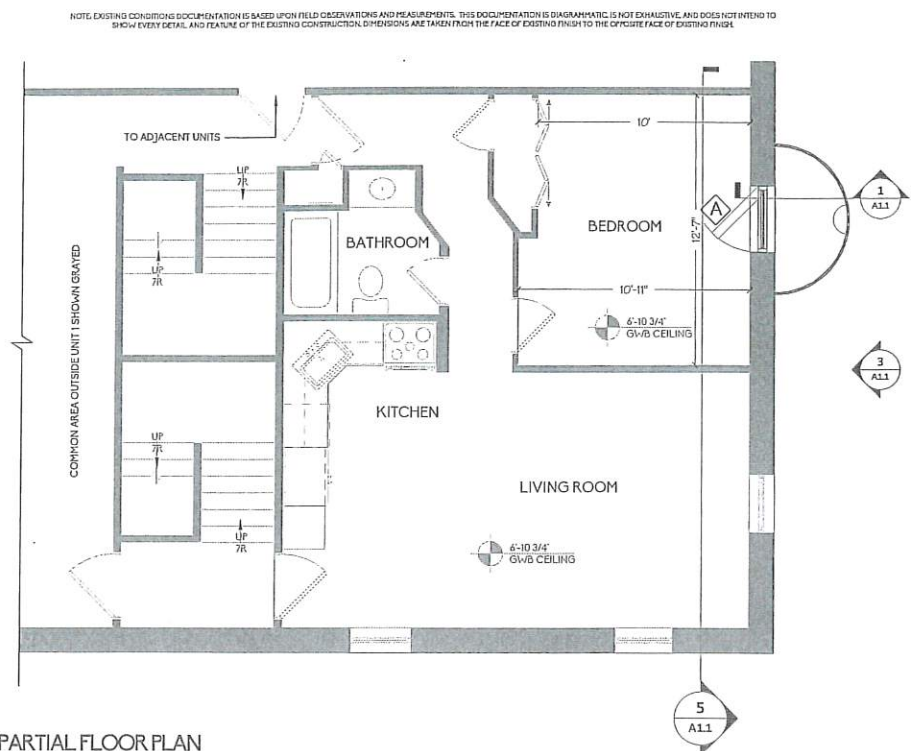 NOTE: EXISTING CONDITIONS DOCUMENTATION IS BASED UPON FIELD OBSERVATIONS AND MEASUREMENTS. THIS DOCUMENTATION IS DIAGRAMMATIC, IS NOT EXHAUSTIVE, AND DOES NOT INTEND TO
SHOW EVERY DETAIL AND FEATURE OF THE EXISTING CONSTRUCTION. DIMENSIONS ARE TAKEN FROM THE FACE OF EXISTING FINISH TO THE OPPOSITE FACE OF EXISTING FINISH.
TO ADJACENT UNITS
10'
UP
7R
1
A1.1
A
BEDROOM
12'-7"
BATHROOM
UP
7R
10'-11"
6'-10 3/4"
GWB CEILING
COMMON AREA OUTSIDE UNIT 1 SHOWN GRAYED
3
A1.1
KITCHEN
UP
7R
LIVING ROOM
UP
7R
6'-10 3/4"
GWB CEILING
5
A1.1
PARTIAL FLOOR PLAN